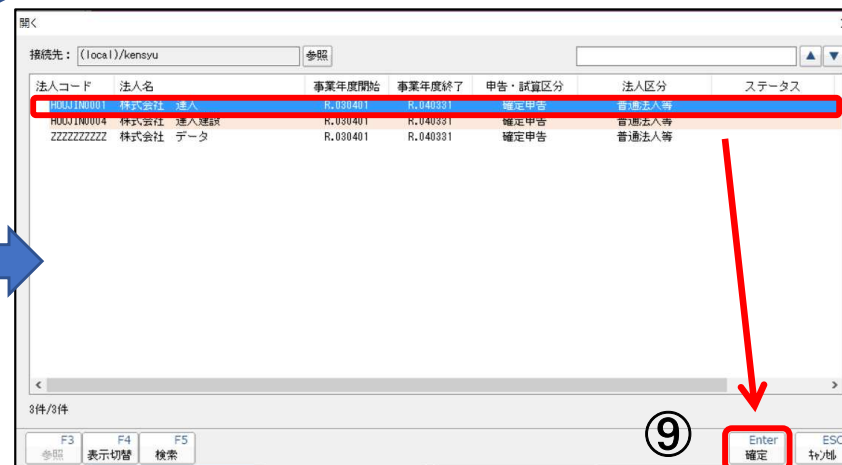 開く
接続先： (local)/kensyu 参照 ▲ ▼
法人コード 法人名 事業年度開始 事業年度終了 申告・試算区分 法人区分 ステータス
HOUJIN0001 株式会社 達人 R.030401 R.040331 確定申告 普通法人等
HOUJIN0004 株式会社 達人建設 R.030401 R.040331 確定申告 普通法人等
ZZZZZZZZZZ 株式会社 データ R.030401 R.040331 確定申告 普通法人等
3件/3件
⑨
F3 F4 F5 Enter ESC
参照 表示切替 検索 確定 ｷｬﾝｾﾙ